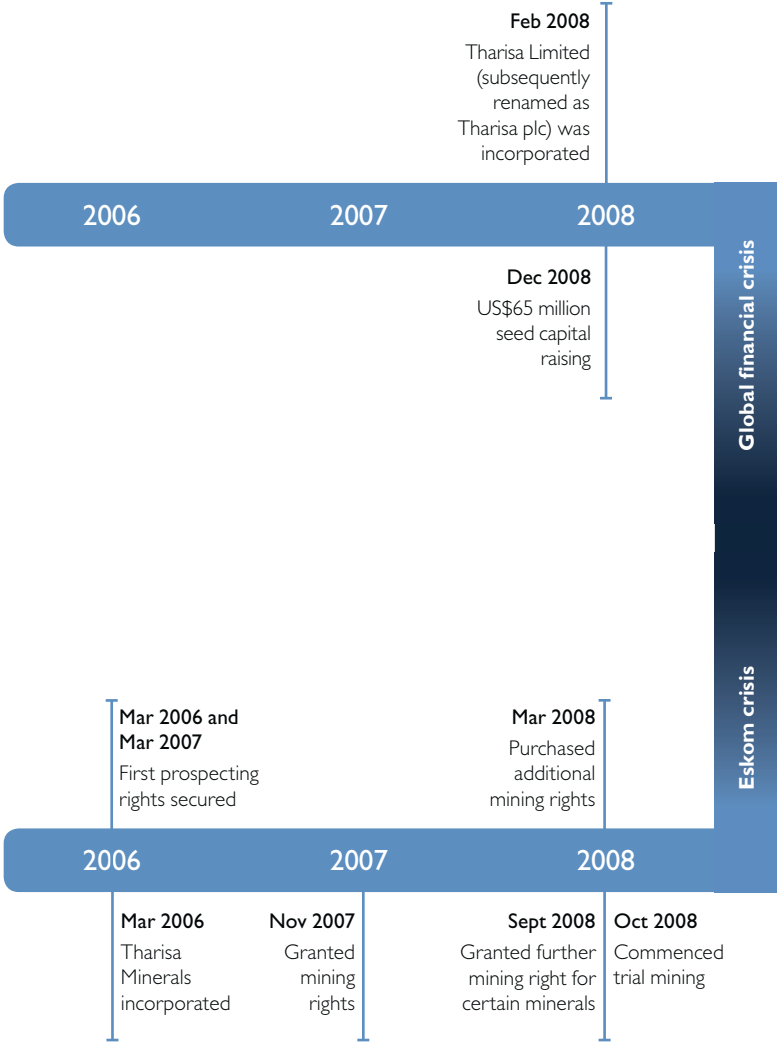 Feb 2008
Tharisa Limited
(subsequently
renamed as
Tharisa plc) was
incorporated
2006
2007
2008
Dec 2008
US$65 million
seed capital
raising
Global financial crisis
Eskom crisis
Mar 2006 and
Mar 2007
First prospecting
rights secured
Mar 2008
Purchased
additional
mining rights
2006
2007
2008
Mar 2006
Tharisa
Minerals
incorporated
Nov 2007
Granted
mining
rights
Sept 2008
Granted further
mining right for
certain minerals
Oct 2008
Commenced
trial mining